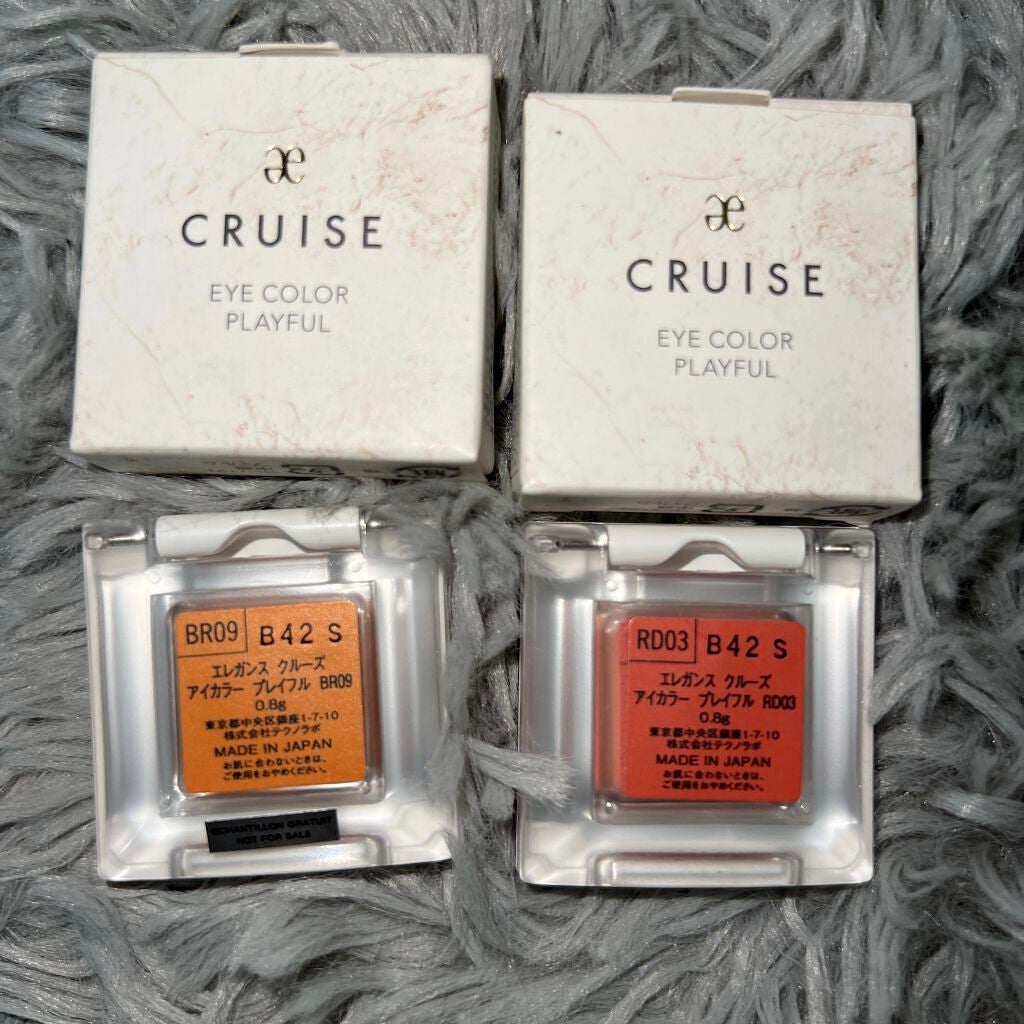 CRUISE
EYE COLOR
PLAYFUL
CRUISE
EYE COLOR
PLAYFUL
BR09 B42 S
エレガンス クルーズ
アイカラー プレイフル BR09
0.8g
東京都中央区銀座1-7-10
株式会社テクノラボ
MADE IN JAPAN
お肌に合わないときは、
ご使用をおやめください。
ECHANTILLON GRATUIT
NOT FOR SALE
RD03 B42 S
エレガンス クルーズ
アイカラー プレイフル RD03
0.8g
東京都中央区銀座1-7-10
株式会社テクノラボ
MADE IN JAPAN
お肌に合わないときは、
ご使用をおやめください。